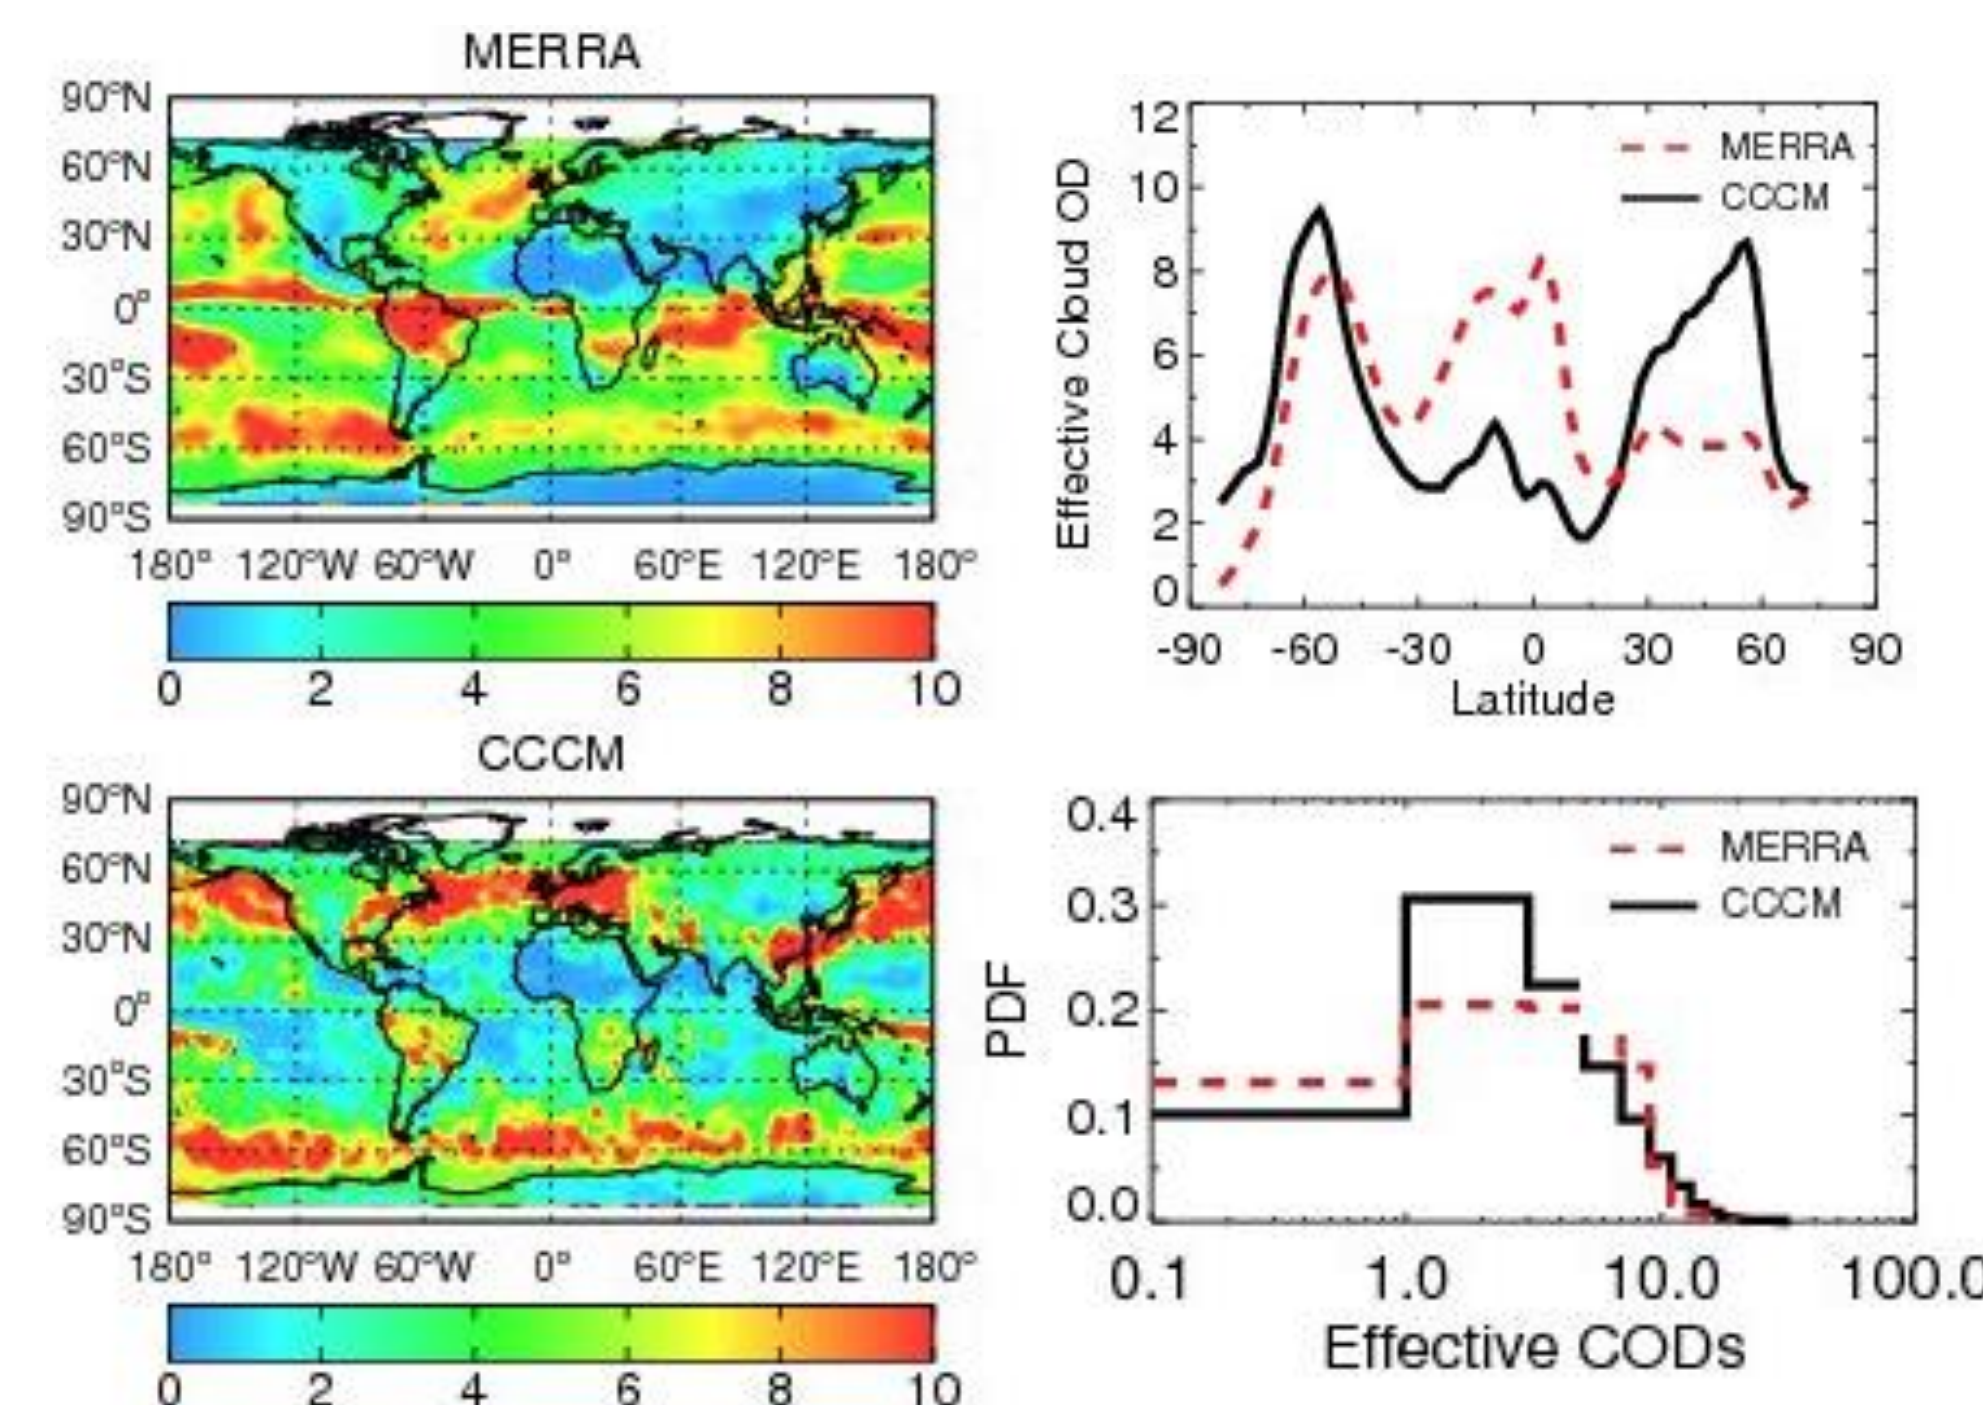 MERRA
90°N
60°N
30°N
0°
30°S
60°S
90°S
180° 120°W 60°W 0° 60°E 120°E 180°
0 2 4 6 8 10
CCCM
90°N
60°N
30°N
0°
30°S
60°S
90°S
180° 120°W 60°W 0° 60°E 120°E 180°
0 2 4 6 8 10
Effective Cloud OD
12
10
8
6
4
2
0
MERRA
CCCM
-90 -60 -30 0 30 60 90
Latitude
PDF
0.4
0.3
0.2
0.1
0.0
MERRA
CCCM
0.1 1.0 10.0 100.0
Effective CODs